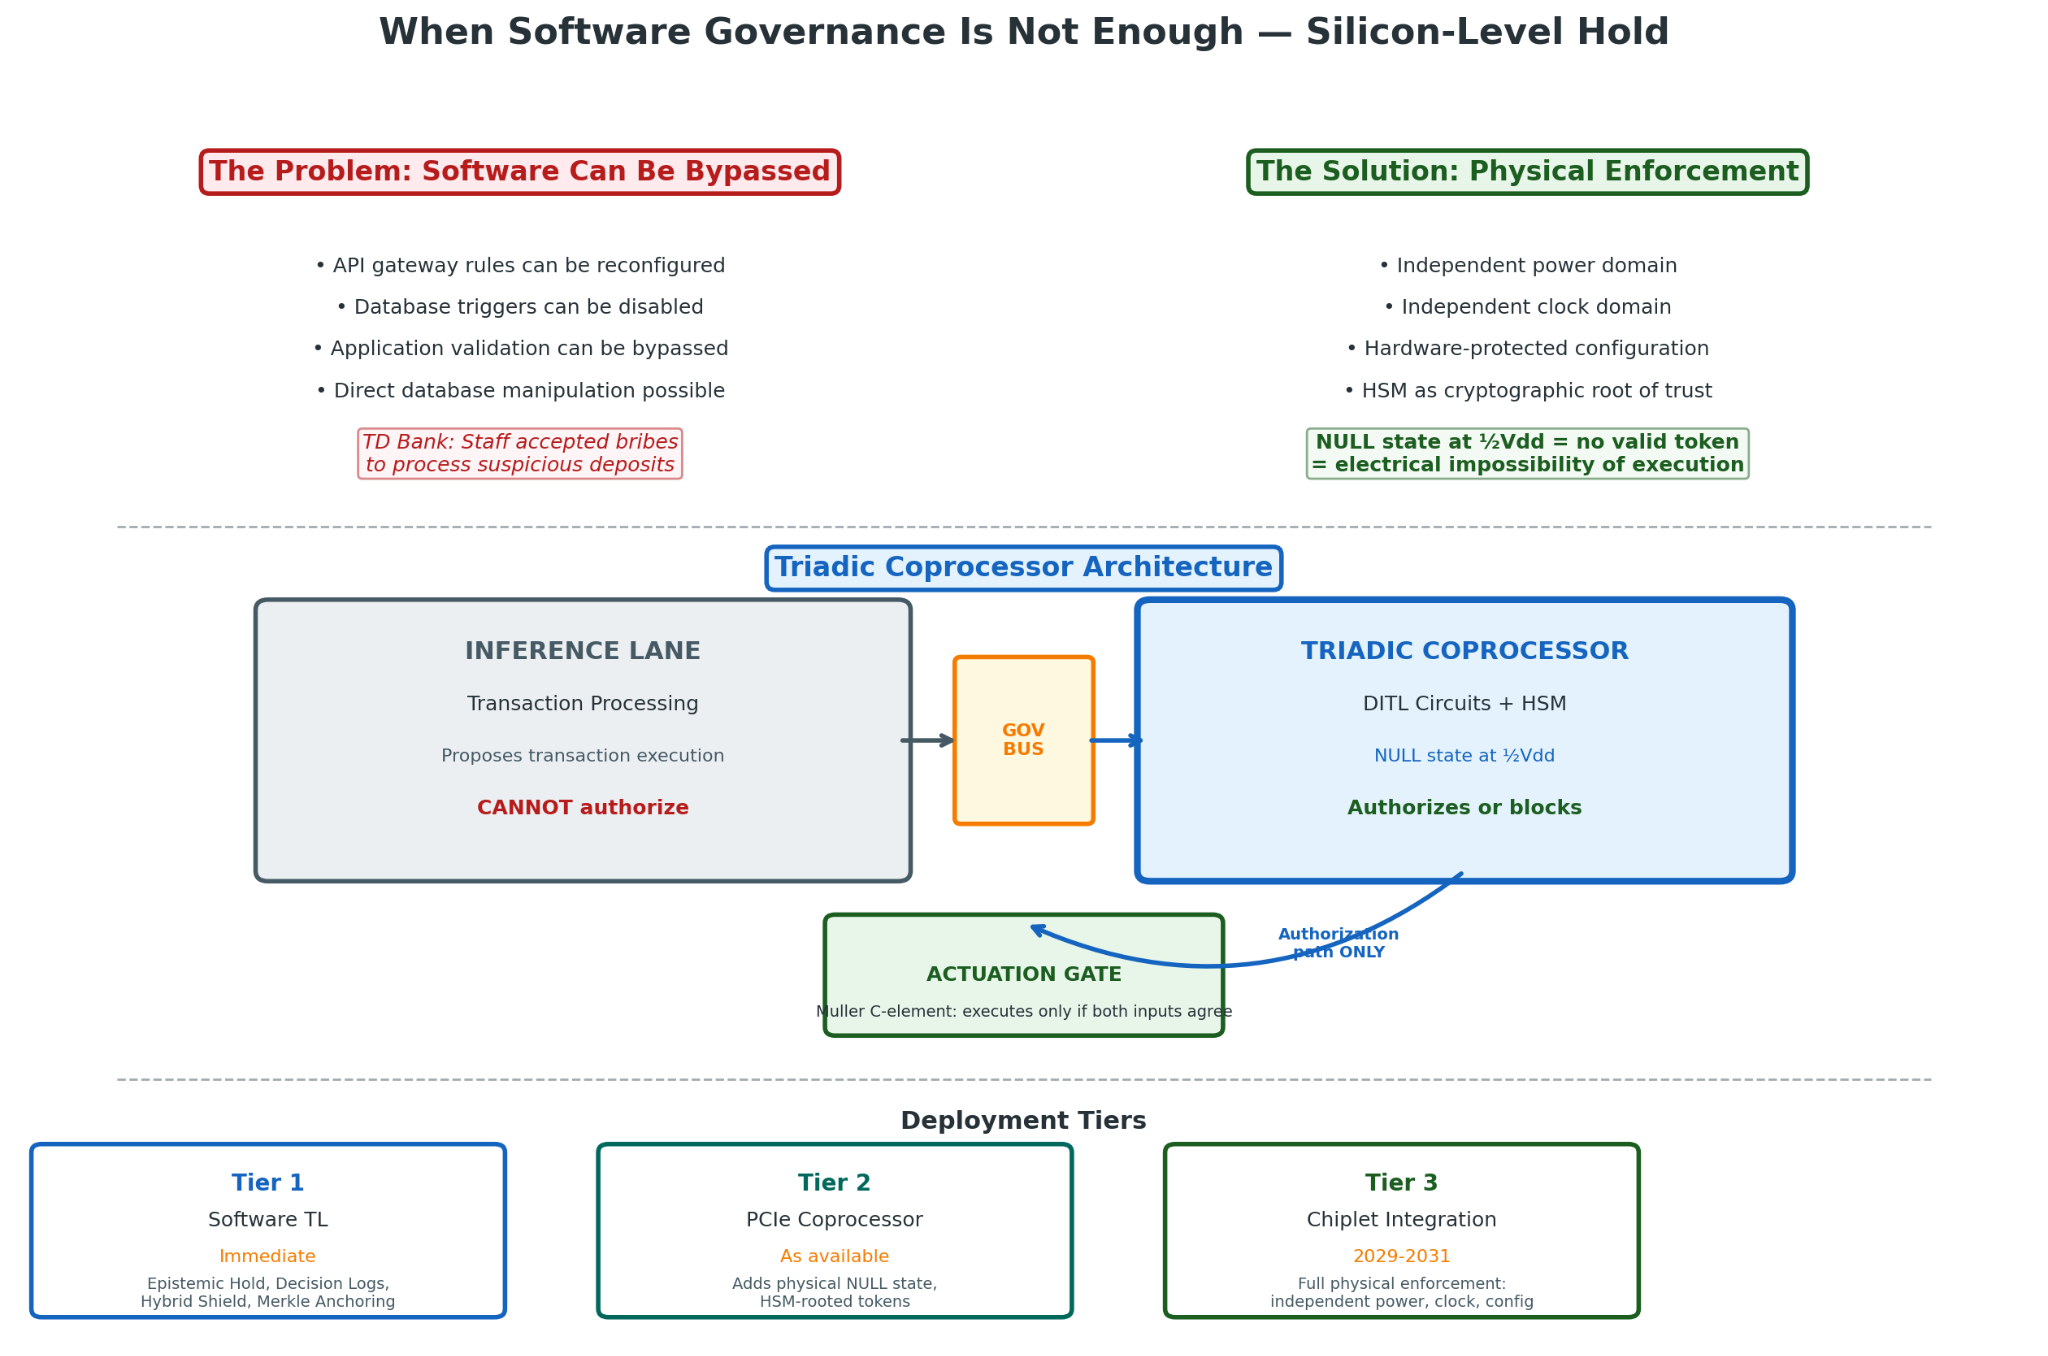 When Software Governance Is Not Enough — Silicon-Level Hold
The Problem: Software Can Be Bypassed
• API gateway rules can be reconfigured
• Database triggers can be disabled
• Application validation can be bypassed
• Direct database manipulation possible
TD Bank: Staff accepted bribes
to process suspicious deposits
The Solution: Physical Enforcement
• Independent power domain
• Independent clock domain
• Hardware-protected configuration
• HSM as cryptographic root of trust
NULL state at ½Vdd = no valid token
= electrical impossibility of execution
Triadic Coprocessor Architecture
INFERENCE LANE
Transaction Processing
Proposes transaction execution
CANNOT authorize
GOV
BUS
TRIADIC COPROCESSOR
DITL Circuits + HSM
NULL state at ½Vdd
Authorizes or blocks
Authorization
path ONLY
ACTUATION GATE
Muller C-element: executes only if both inputs agree
Deployment Tiers
Tier 1
Software TL
Immediate
Epistemic Hold, Decision Logs,
Hybrid Shield, Merkle Anchoring
Tier 2
PCIe Coprocessor
As available
Adds physical NULL state,
HSM-rooted tokens
Tier 3
Chiplet Integration
2029-2031
Full physical enforcement:
independent power, clock, config